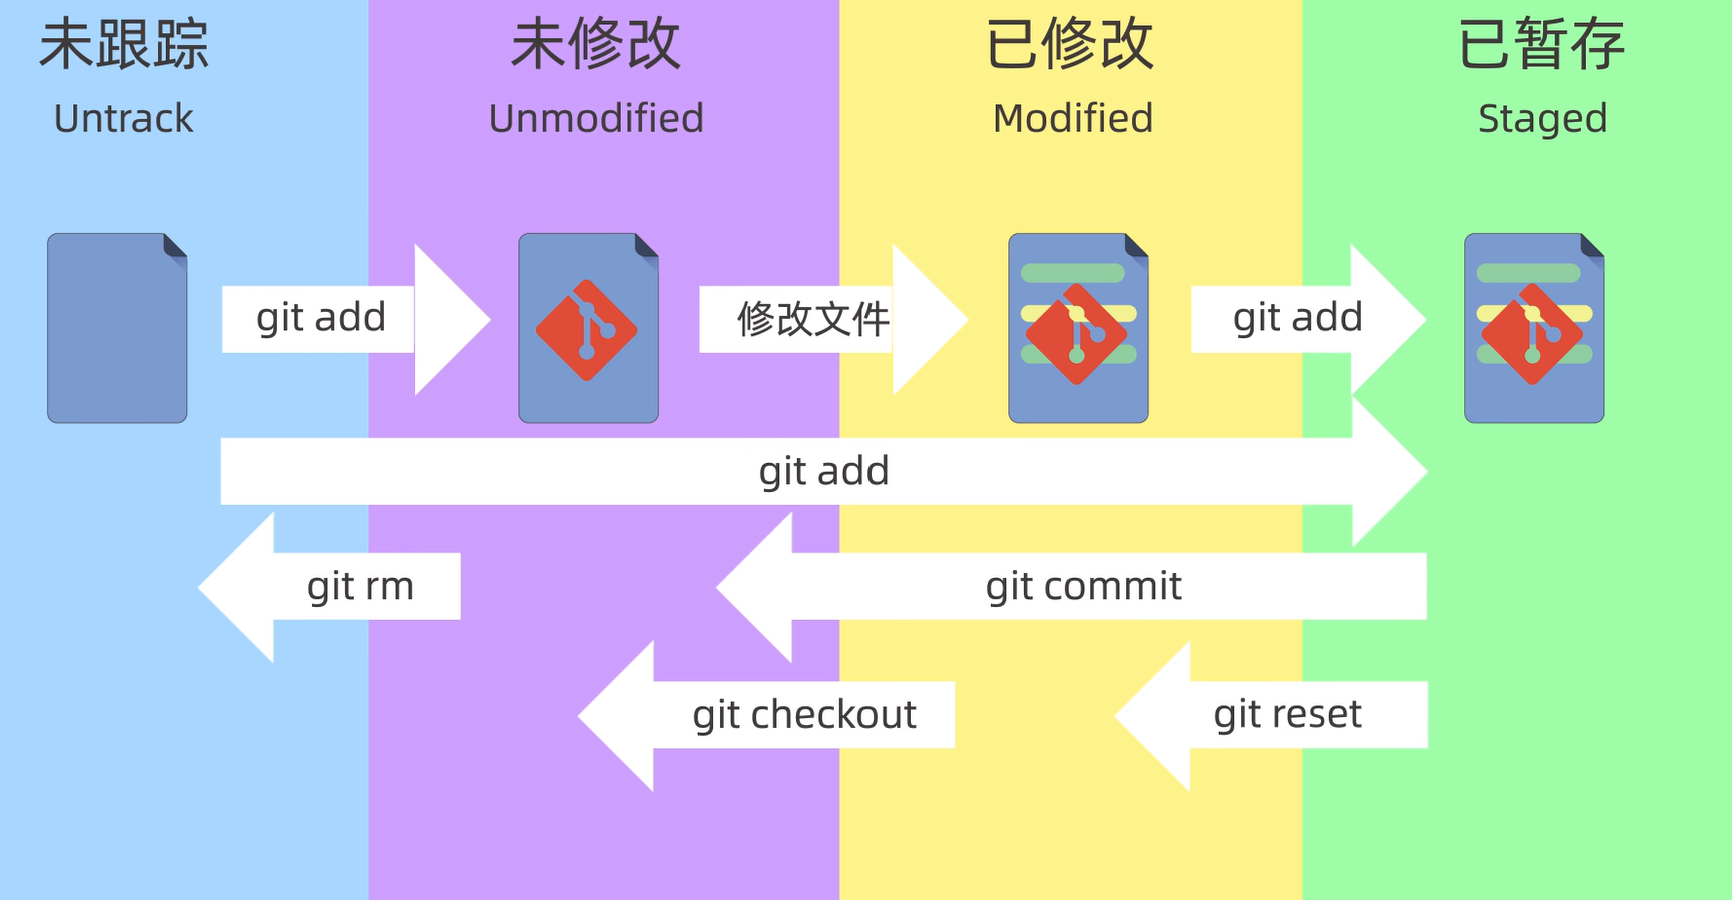 未跟踪
Untrack
未修改
Unmodified
已修改
Modified
已暂存
Staged
git add
修改文件
git add
git add
git rm
git commit
git checkout
git reset